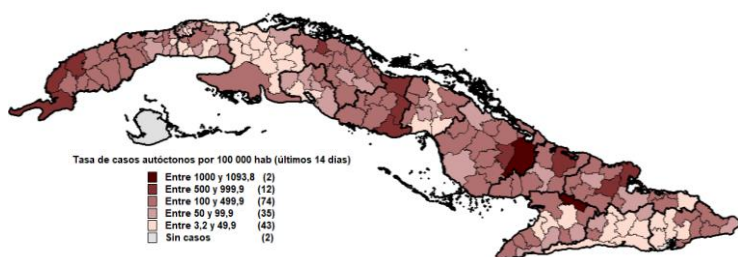 Tasa de casos autóctonos por 100 000 hab (últimos 14 días)
Entre 1000 y 1093,8 (2)
Entre 500 y 999,9 (12)
Entre 100 y 499,9 (74)
Entre 50 y 99,9 (35)
Entre 3,2 y 49,9 (43)
Sin casos (2)